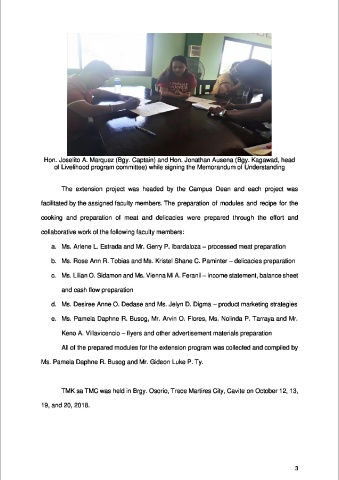 Hon. Joselito A. Marquez (Bgy. Captain) and Hon. Jonathan Ausena (Bgy. Kagawad, head
of Livelihood program committee) while signing the Memorandum of Understanding
The extension project was headed by the Campus Dean and each project was
facilitated by the assigned faculty members. The preparation of modules and recipe for the
cooking and preparation of meat and delicacies were prepared through the effort and
collaborative work of the following faculty members:
a. Ms. Arlene L. Estrada and Mr. Gerry P. Ibardaloza – processed meat preparation
b. Ms. Rose Ann R. Tobias and Ms. Kristel Shane C. Paminter – delicacies preparation
c. Ms. Lilian O. Sidamon and Ms. Vienna Mi A. Feranil – income statement, balance sheet
and cash flow preparation
d. Ms. Desiree Anne O. Dedase and Ms. Jelyn D. Digma – product marketing strategies
e. Ms. Pamela Daphne R. Busog, Mr. Arvin O. Flores, Ms. Nolinda P. Tarraya and Mr.
Keno A. Villavicencio – flyers and other advertisement materials preparation
All of the prepared modules for the extension program was collected and compiled by
Ms. Pamela Daphne R. Busog and Mr. Gideon Luke P. Ty.
TMK sa TMC was held in Brgy. Osorio, Trece Martires City, Cavite on October 12, 13,
19, and 20, 2018.
3